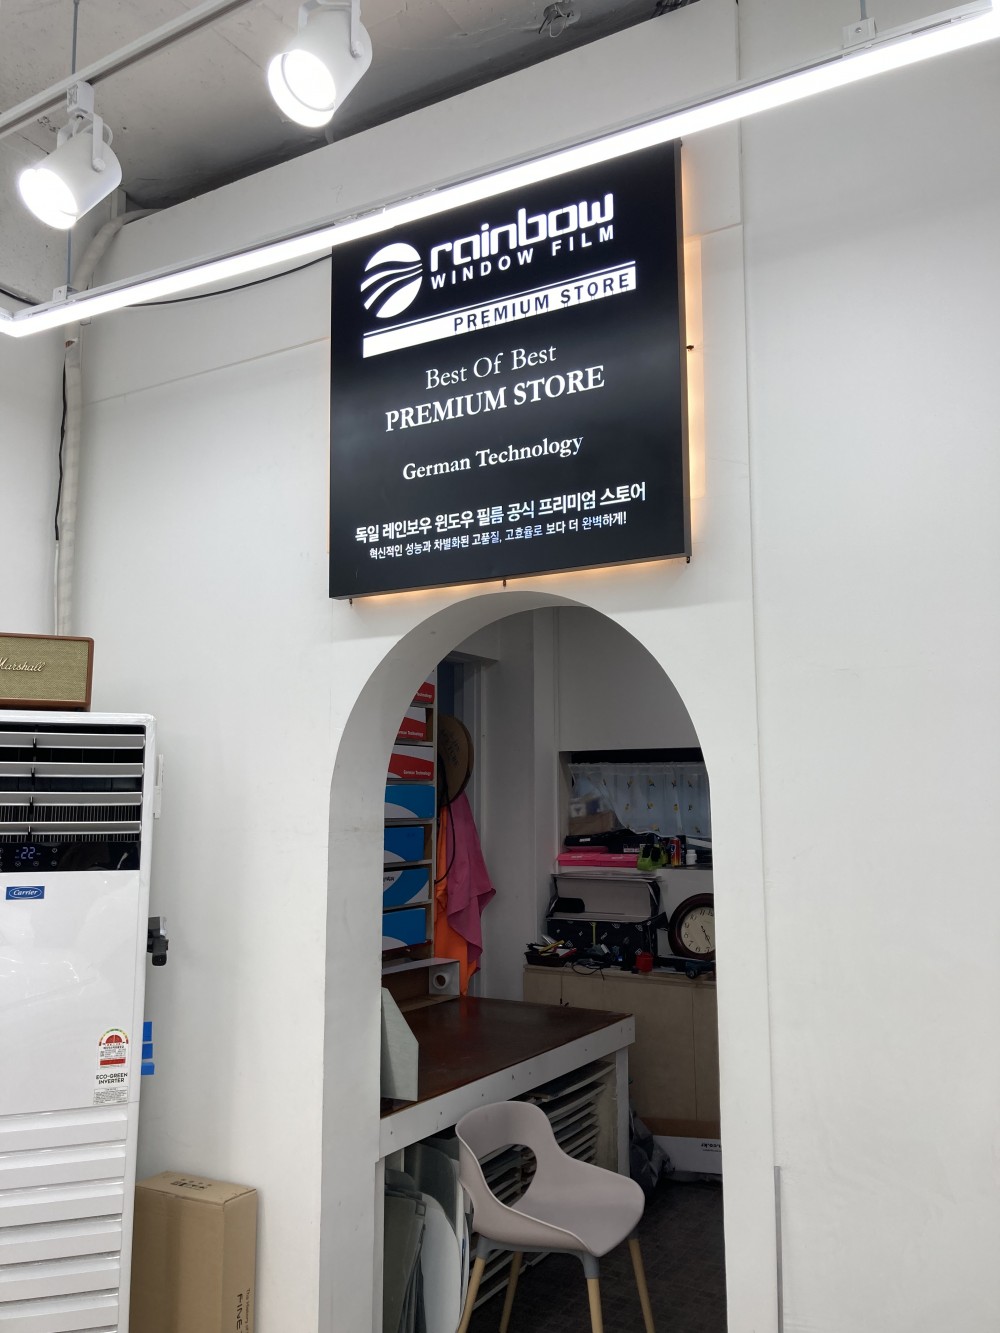 rainbow
WINDOW FILM
PREMIUM STORE
Best Of Best
PREMIUM STORE
German Technology
독일 레인보우 윈도우 필름 공식 프리미엄 스토어
혁신적인 성능과 차별화된 고품질, 고효율로 보다 더 완벽하게!
Marshall
22
Carrier
ECO-GREEN
INVERTER
German Technology